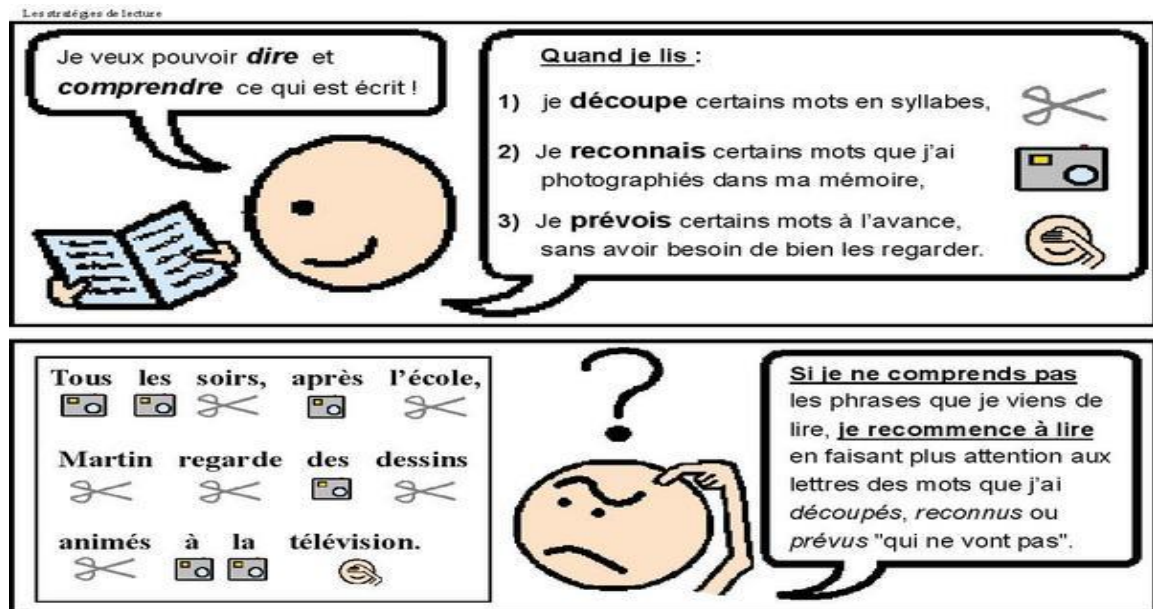 Les stratégies de lecture
Je veux pouvoir dire et
comprendre ce qui est écrit !
Quand je lis :
1) je découpe certains mots en syllabes,
2) Je reconnais certains mots que j'ai
photographiés dans ma mémoire,
3) Je prévois certains mots à l'avance,
sans avoir besoin de bien les regarder.
Tous les soirs, après l'école,
Martin regarde des dessins
animés à la télévision.
?
Si je ne comprends pas
les phrases que je viens de
lire, je recommence à lire
en faisant plus attention aux
lettres des mots que j'ai
découpés, reconnus ou
prévus "qui ne vont pas".